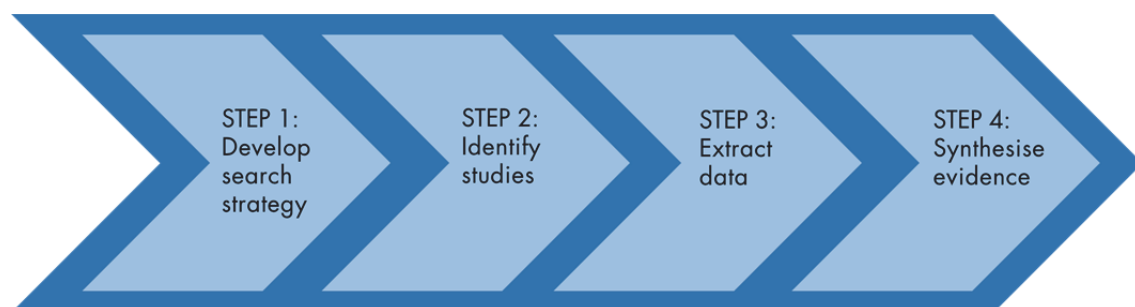 STEP 1:
Develop
search
strategy
STEP 2:
Identify
studies
STEP 3:
Extract
data
STEP 4:
Synthesise
evidence